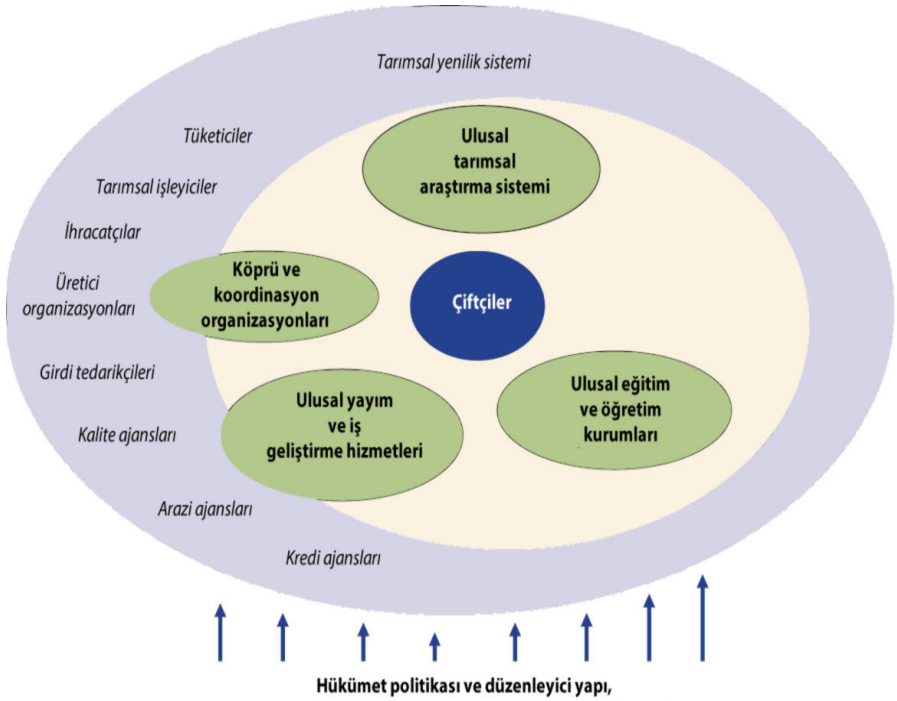 Tarımsal yenilik sistemi
Tüketiciler
Tarımsal işleyiciler
İhracatçılar
Üretici
organizasyonları
Girdi tedarikçileri
Kalite ajansları
Arazi ajansları
Kredi ajansları
Ulusal
tarımsal
araştırma sistemi
Köprü ve
koordinasyon
organizasyonları
Çiftçiler
Ulusal yayım
ve iş
geliştirme hizmetleri
Ulusal eğitim
ve öğretim
kurumları
Hükümet politikası ve düzenleyici yapı,